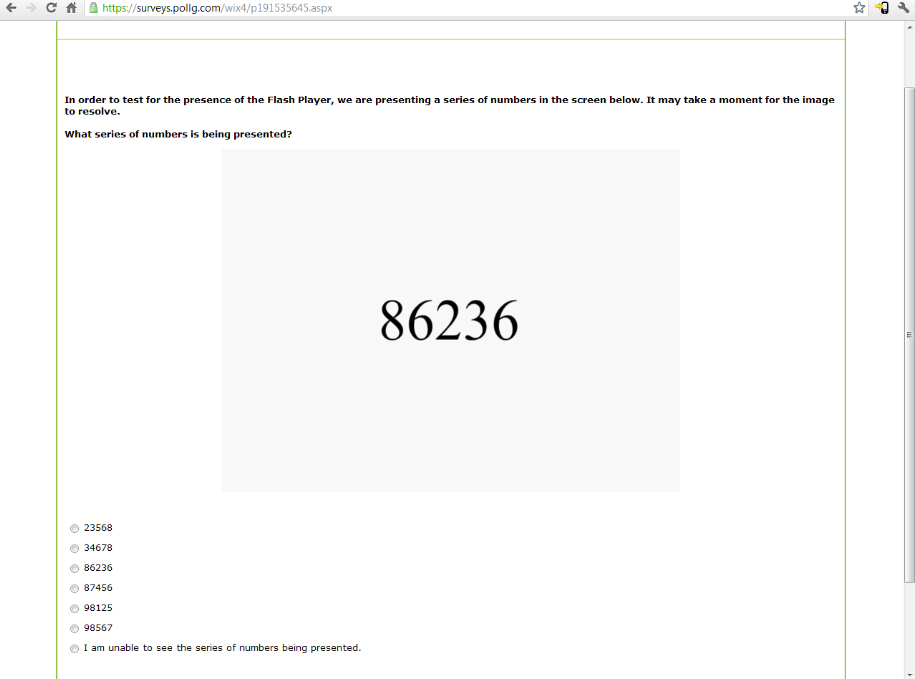 https://surveys.pollg.com/wix4/p191535645.aspx
In order to test for the presence of the Flash Player, we are presenting a series of numbers in the screen below. It may take a moment for the image
to resolve.
What series of numbers is being presented?
86236
23568
34678
86236
87456
98125
98567
I am unable to see the series of numbers being presented.